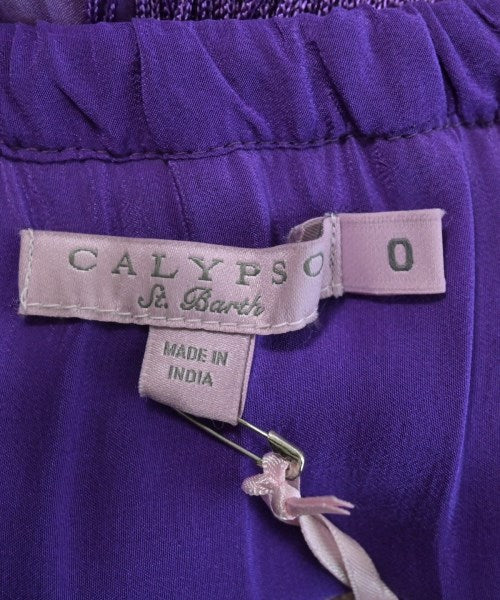 CALYPSO
St. Barth
0
MADE IN
INDIA